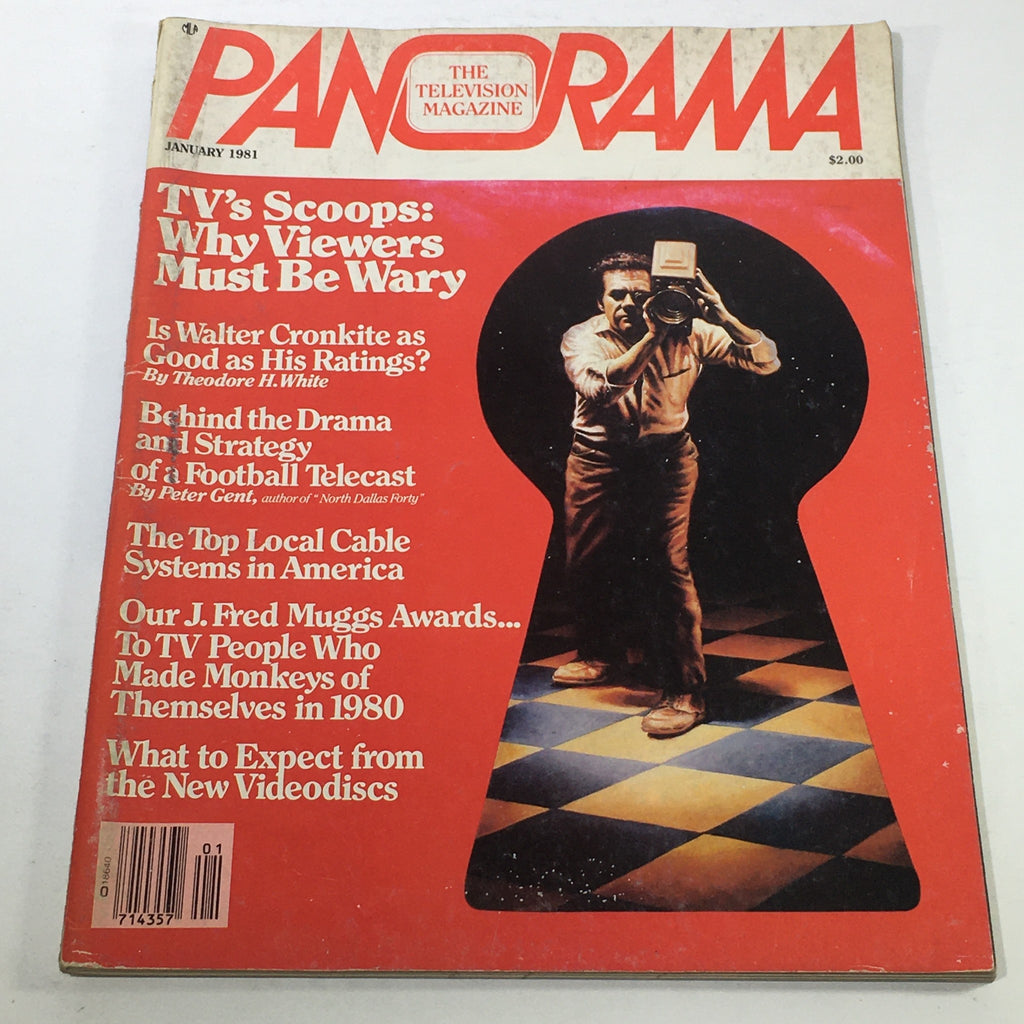 MLA
PANORAMA
THE
TELEVISION
MAGAZINE
JANUARY 1981
$2.00
TV's Scoops:
Why Viewers
Must Be Wary
Is Walter Cronkite as
Good as His Ratings?
By Theodore H. White
Behind the Drama
and Strategy
of a Football Telecast
By Peter Gent, author of "North Dallas Forty"
The Top Local Cable
Systems in America
Our J. Fred Muggs Awards...
To TV People Who
Made Monkeys of
Themselves in 1980
What to Expect from
the New Videodiscs
01
0 18640
714357